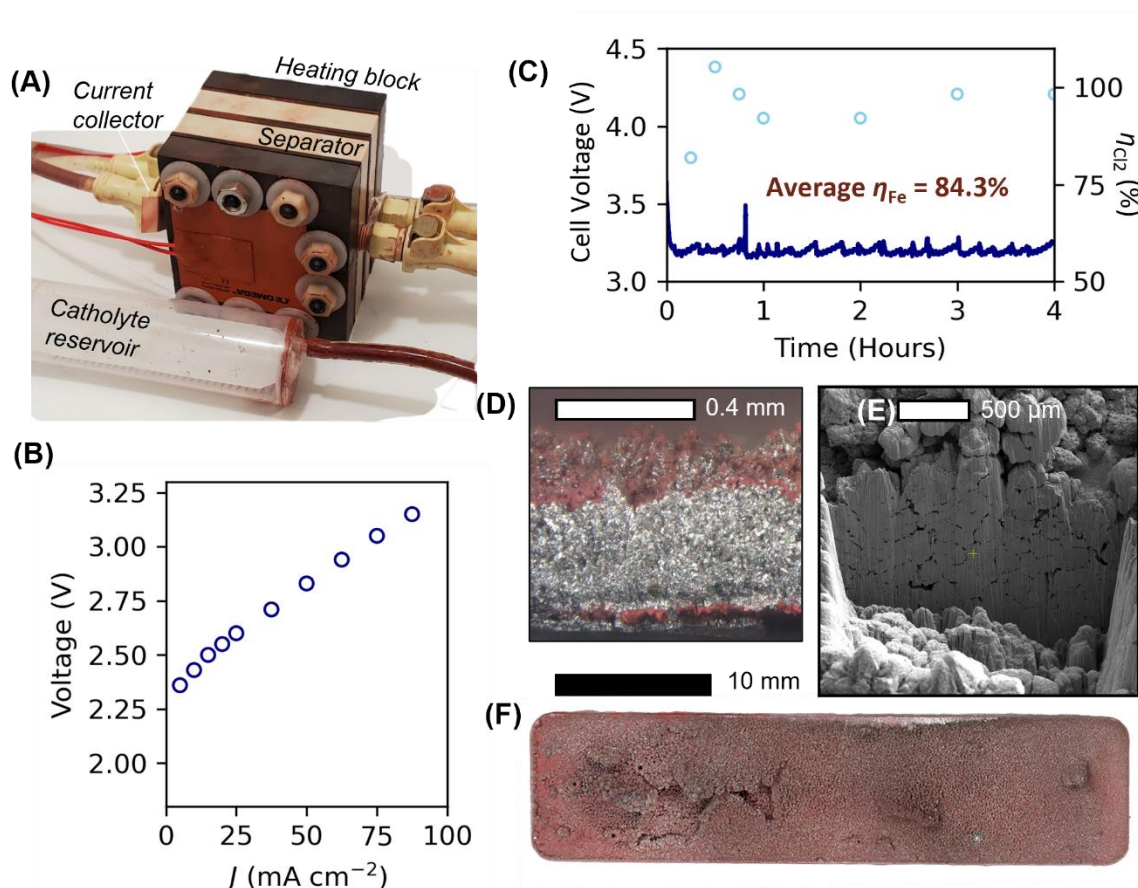 (A)
Heating block
Current
collector
Separator
ΩE OMEGA
Catholyte
reservoir
(B)
3.25
3.00
2.75
2.50
2.25
2.00
Voltage (V)
0 25 50 75 100
J (mA cm⁻²)
(C)
4.5
4.0
3.5
3.0
Cell Voltage (V)
100
75
50
ηCl2 (%)
Average ηFe = 84.3%
0 1 2 3 4
Time (Hours)
(D)
0.4 mm
(E)
500 µm
10 mm
(F)